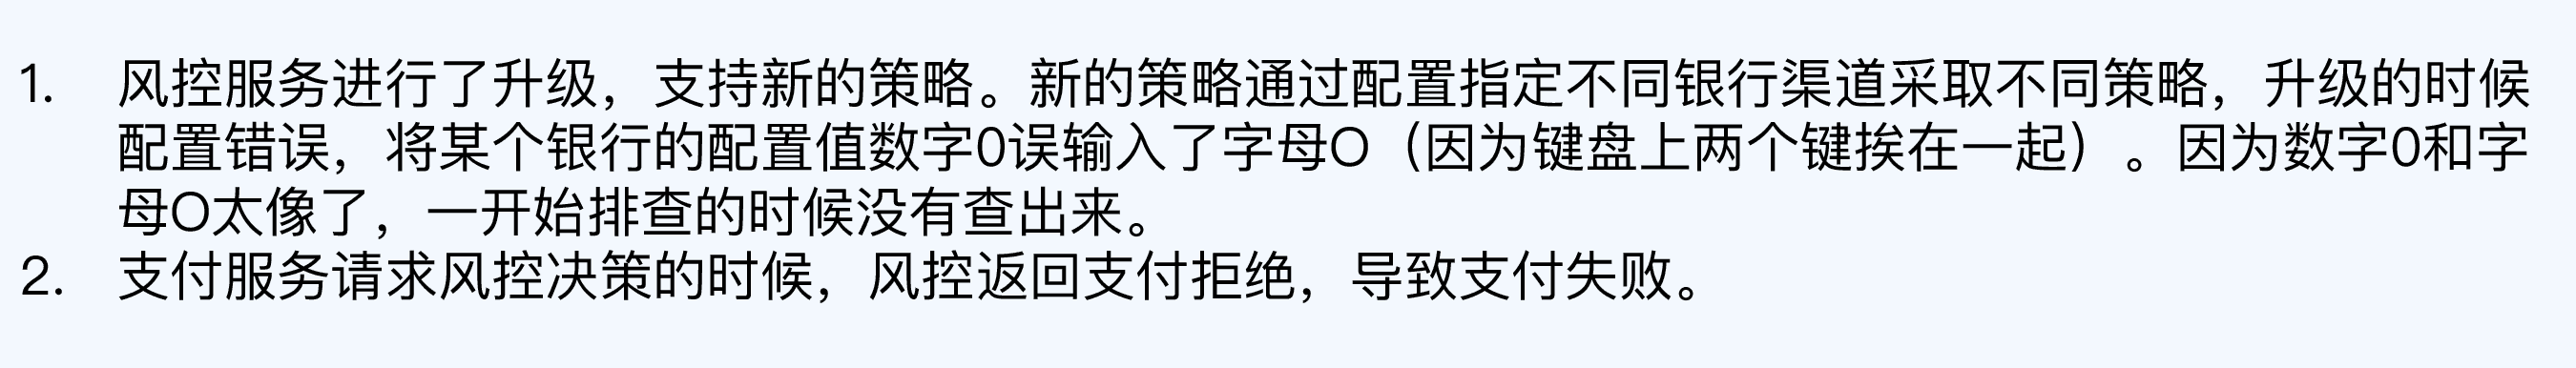 1. 风控服务进行了升级，支持新的策略。新的策略通过配置指定不同银行渠道采取不同策略，升级的时候
配置错误，将某个银行的配置值数字0误输入了字母O（因为键盘上两个键挨在一起）。因为数字0和字
母O太像了，一开始排查的时候没有查出来。
2. 支付服务请求风控决策的时候，风控返回支付拒绝，导致支付失败。